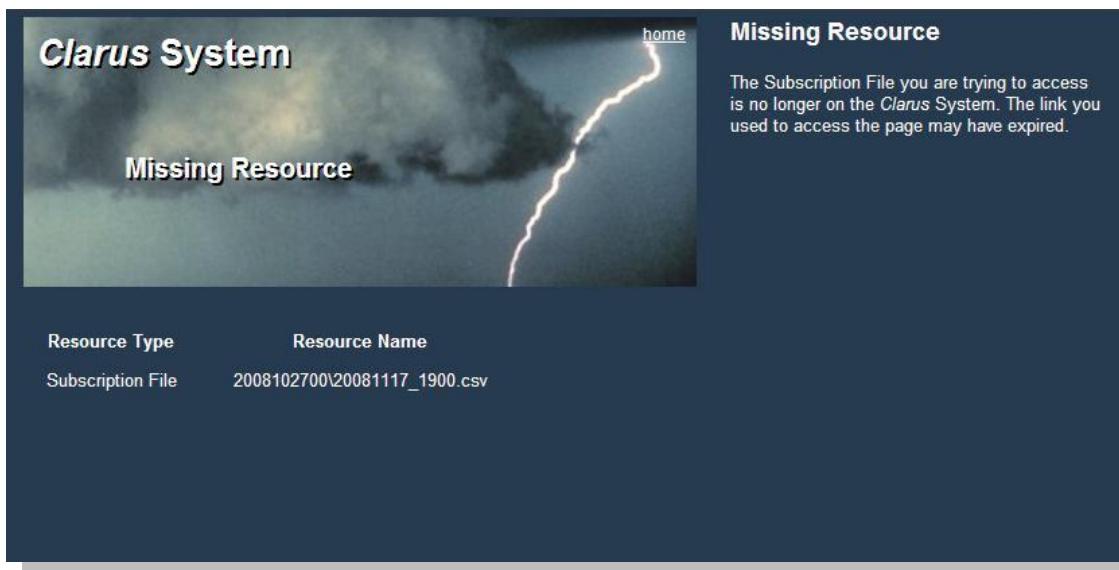 Clarus System
home
Missing Resource
Missing Resource
The Subscription File you are trying to access
is no longer on the Clarus System. The link you
used to access the page may have expired.
Resource Type Resource Name
Subscription File 2008102700\20081117_1900.csv